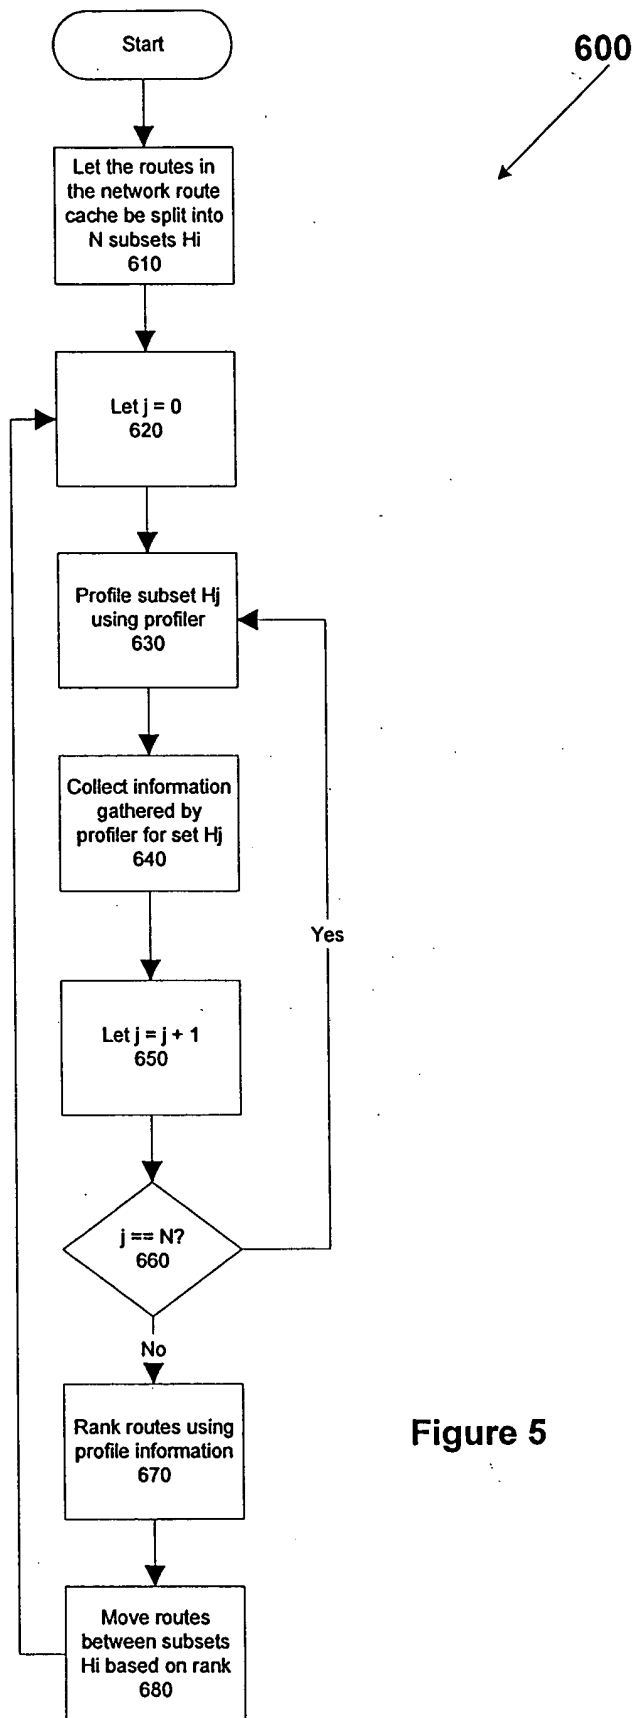 Start
600
Let the routes in
the network route
cache be split into
N subsets Hi
610
Let j = 0
620
Profile subset Hj
using profiler
630
Collect information
gathered by
profiler for set Hj
640
Yes
Let j = j + 1
650
j == N?
660
No
Rank routes using
profile information
670
Figure 5
Move routes
between subsets
Hi based on rank
680